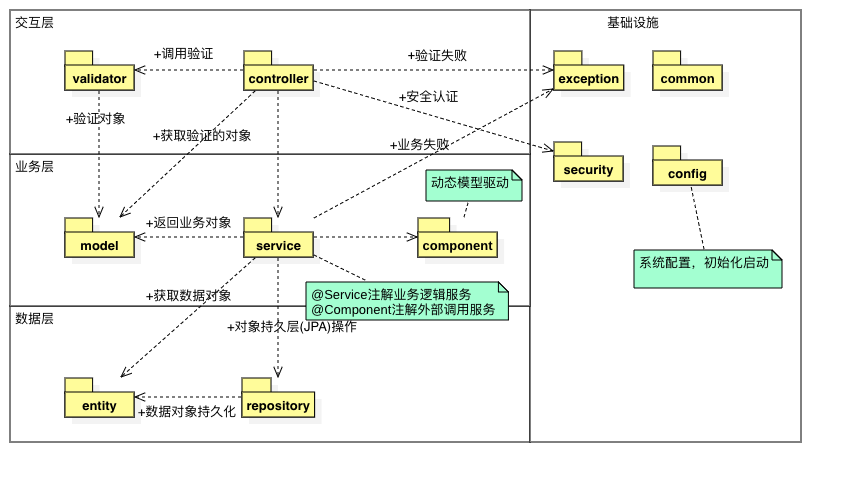 交互层
基础设施
+调用验证
+验证失败
validator
controller
exception
common
+安全认证
+验证对象
+获取验证的对象
+业务失败
业务层
security
config
动态模型驱动
+返回业务对象
model
service
component
系统配置，初始化启动
+获取数据对象
@Service注解业务逻辑服务
@Component注解外部调用服务
数据层
+对象持久层(JPA)操作
entity
repository
+数据对象持久化